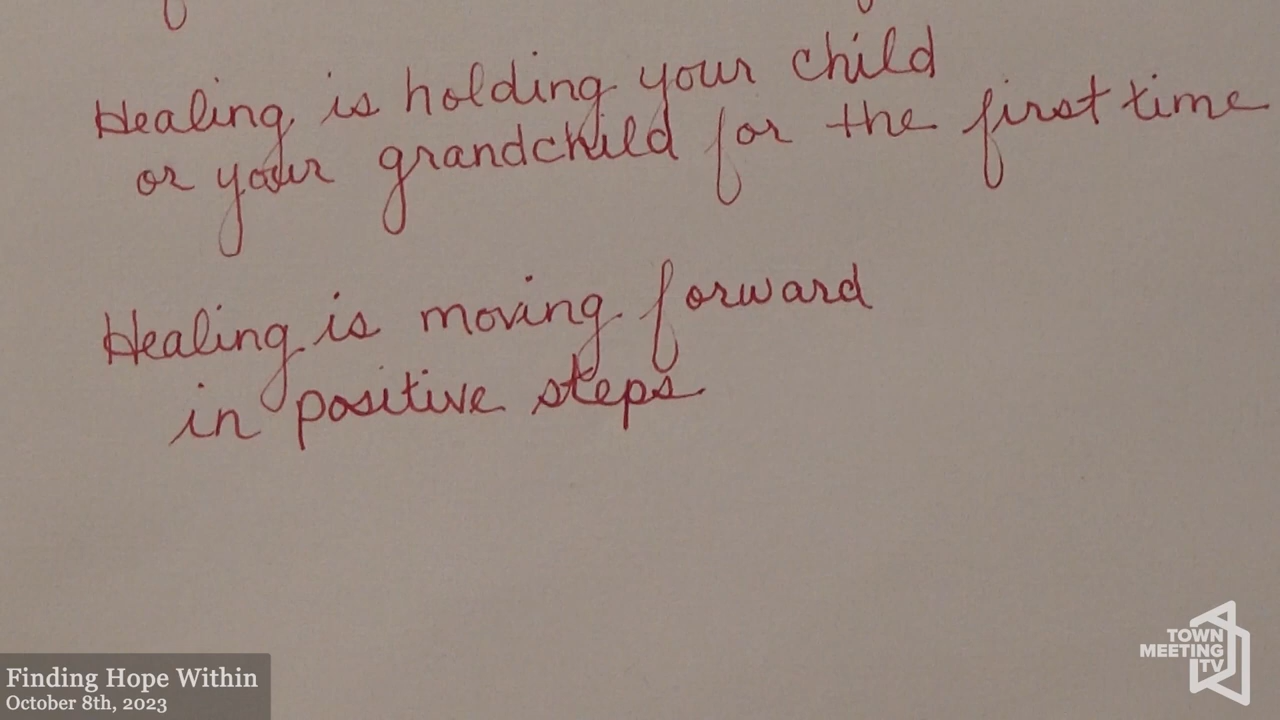 Healing is holding your child
or your grandchild for the first time
Healing is moving forward
in positive steps
Finding Hope Within
October 8th, 2023
TOWN
MEETING
TV